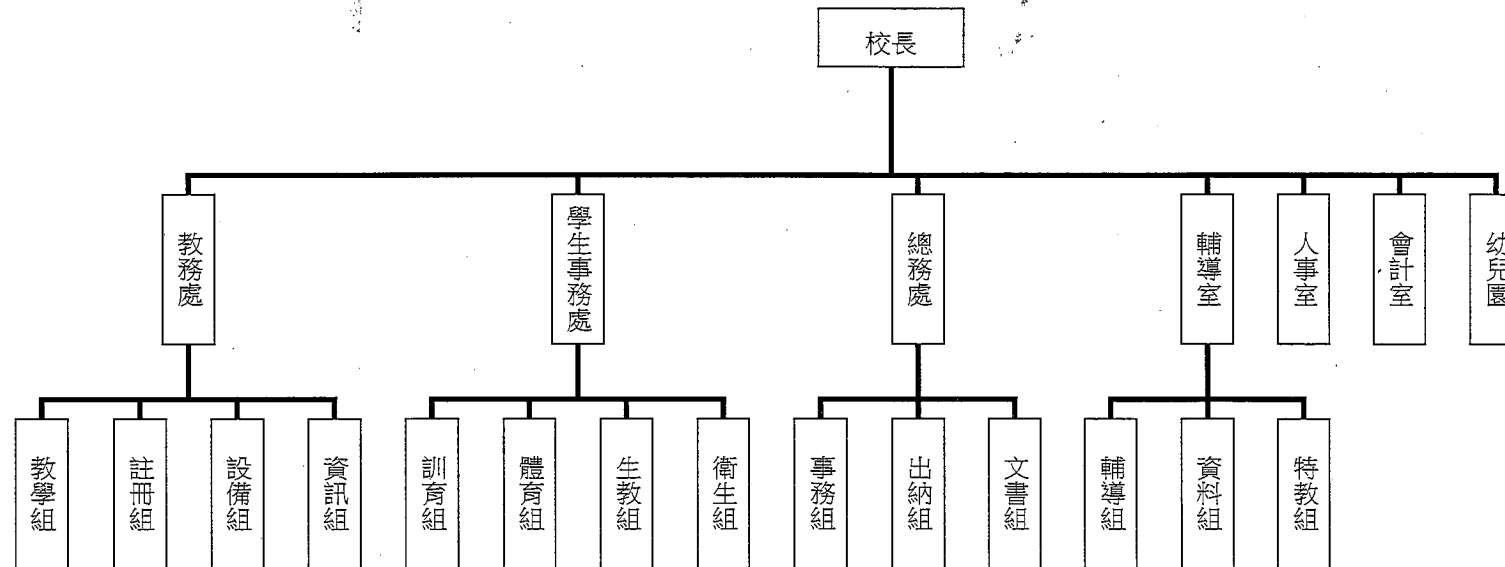 校長
教務處
學生事務處
總務處
輔導室
人事室
會計室
幼兒園
教學組
註冊組
設備組
資訊組
訓育組
體育組
生教組
衛生組
事務組
出納組
文書組
輔導組
資料組
特教組